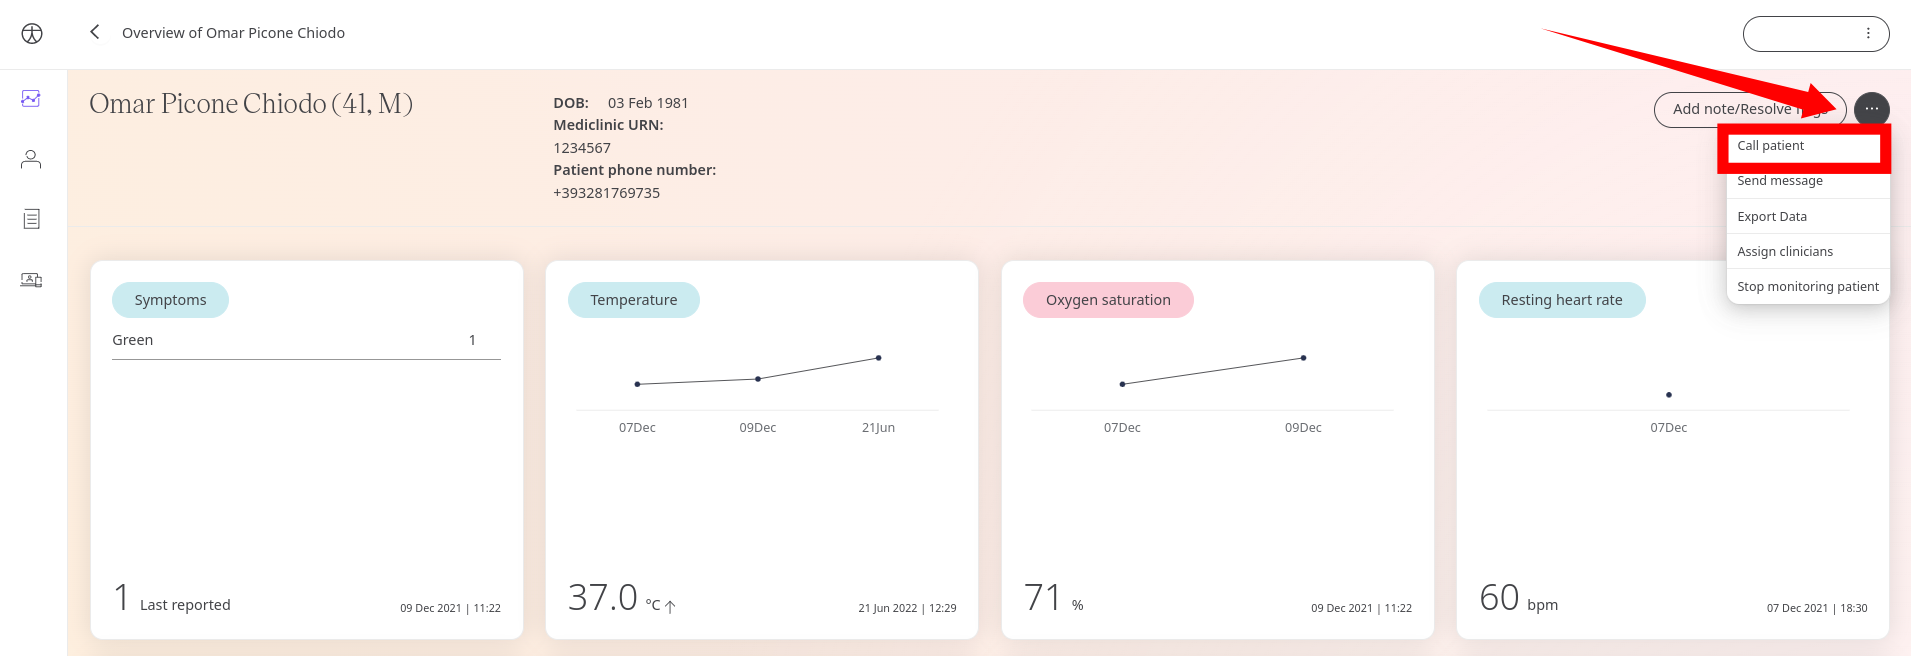 Overview of Omar Picone Chiodo
Omar Picone Chiodo (41, M)
DOB: 03 Feb 1981
Mediclinic URN:
1234567
Patient phone number:
+393281769735
Add note/Resolve
Call patient
Send message
Export Data
Assign clinicians
Stop monitoring patient
Symptoms
Green 1
1 Last reported 09 Dec 2021 | 11:22
Temperature
07Dec 09Dec 21Jun
37.0 °C ↑ 21 Jun 2022 | 12:29
Oxygen saturation
07Dec 09Dec
71 % 09 Dec 2021 | 11:22
Resting heart rate
07Dec
60 bpm 07 Dec 2021 | 18:30